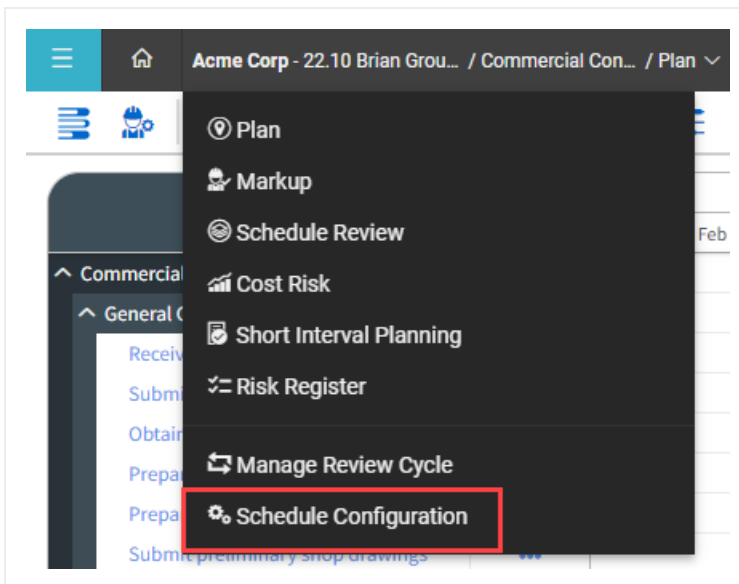 Acme Corp - 22.10 Brian Grou... / Commercial Con... / Plan
Plan
Markup
Schedule Review
Feb
Commercial
Cost Risk
General
Short Interval Planning
Receiv
Submi
Risk Register
Obtain
Manage Review Cycle
Prepa
Prepa
Schedule Configuration
Submit preliminary shop drawings